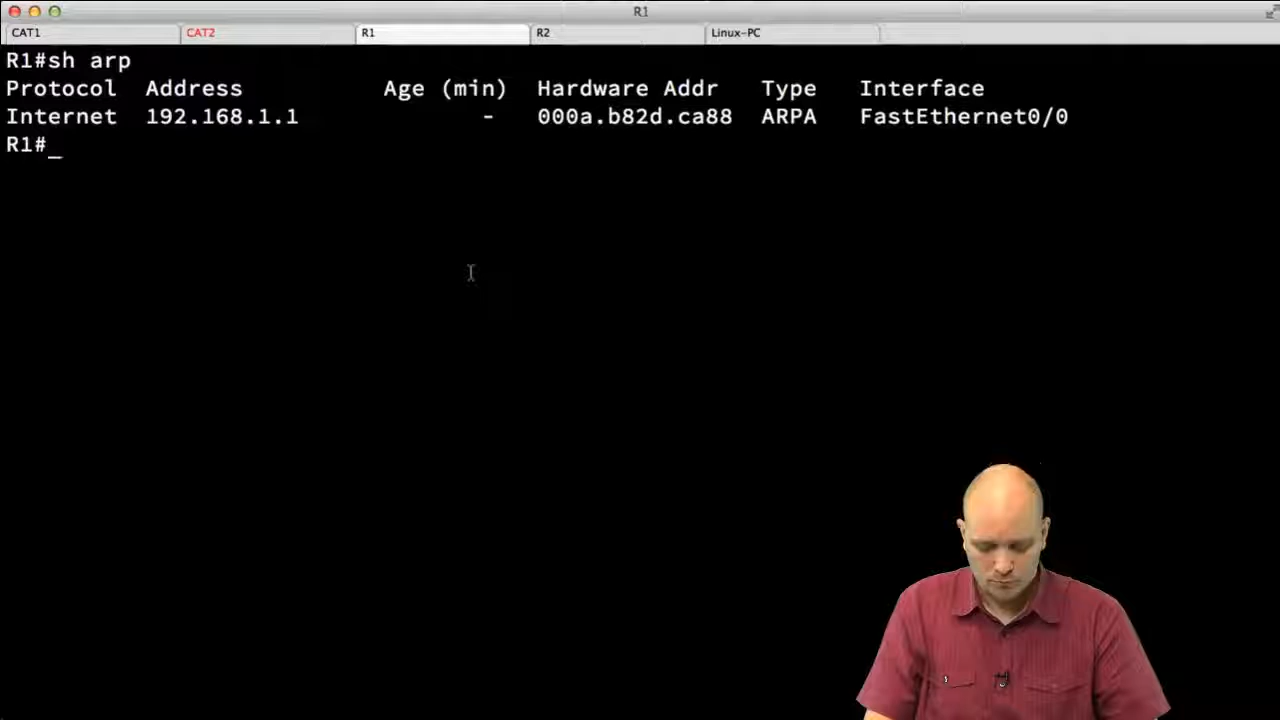 R1
CAT1 CAT2 R1 R2 Linux-PC
R1#sh arp
Protocol Address Age (min) Hardware Addr Type Interface
Internet 192.168.1.1 - 000a.b82d.ca88 ARPA FastEthernet0/0
R1#_